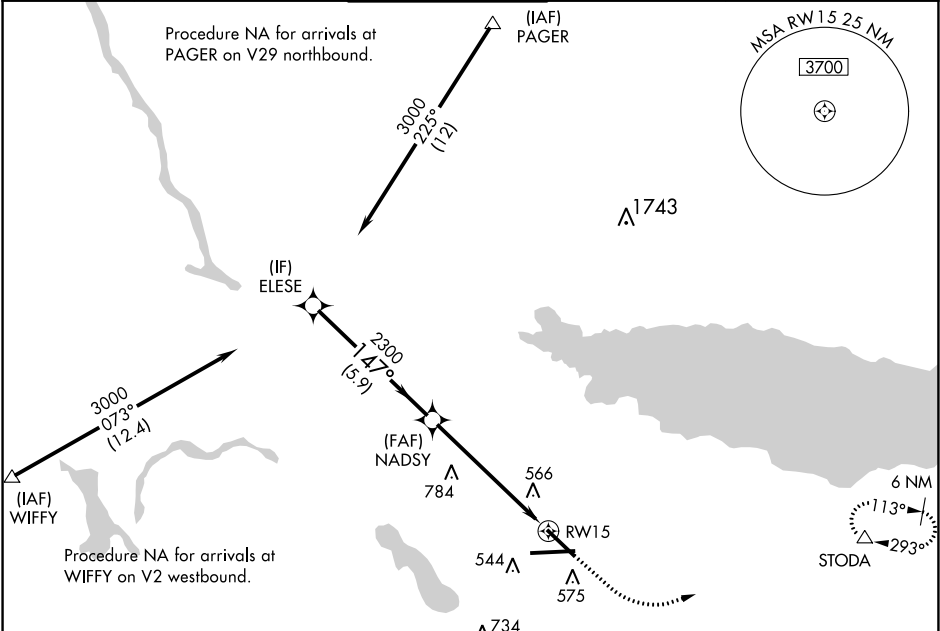 Procedure NA for arrivals at
PAGER on V29 northbound.
(IAF)
PAGER
MSA RW15 25 NM
3700
3000
225°
(12)
1743
(IF)
ELESE
2300
147°
(5.9)
3000
073°
(12.4)
(FAF)
NADSY
784
566
(IAF)
WIFFY
RW15
6 NM
113°
293°
STODA
Procedure NA for arrivals at
WIFFY on V2 westbound.
544
575
734